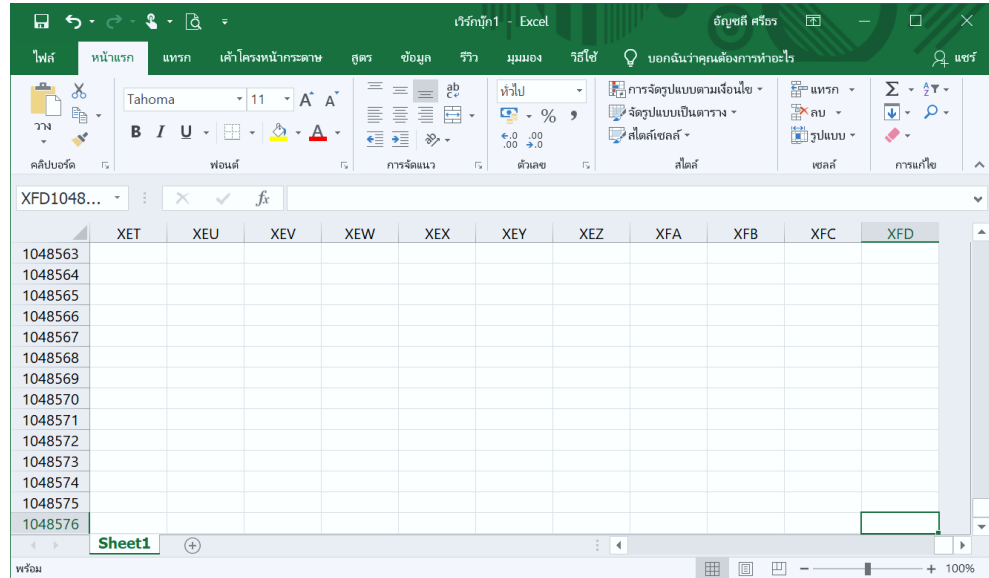 เวิร์กบุ๊ก1 - Excel อัญชลี ศรีธร
ไฟล์ หน้าแรก แทรก เค้าโครงหน้ากระดาษ สูตร ข้อมูล รีวิว มุมมอง วิธีใช้ บอกฉันว่าคุณต้องการทำอะไร แชร์
วาง
Tahoma 11 A A
B I U A
ab
ทั่วไป
% ,
.0 .00
.00 .0
การจัดรูปแบบตามเงื่อนไข
จัดรูปแบบเป็นตาราง
สไตล์เซลล์
แทรก
ลบ
รูปแบบ
Σ
คลิปบอร์ด ฟอนต์ การจัดแนว ตัวเลข สไตล์ เซลล์ การแก้ไข
XFD1048... fx
XET XEU XEV XEW XEX XEY XEZ XFA XFB XFC XFD
1048563
1048564
1048565
1048566
1048567
1048568
1048569
1048570
1048571
1048572
1048573
1048574
1048575
1048576
Sheet1
พร้อม 100%